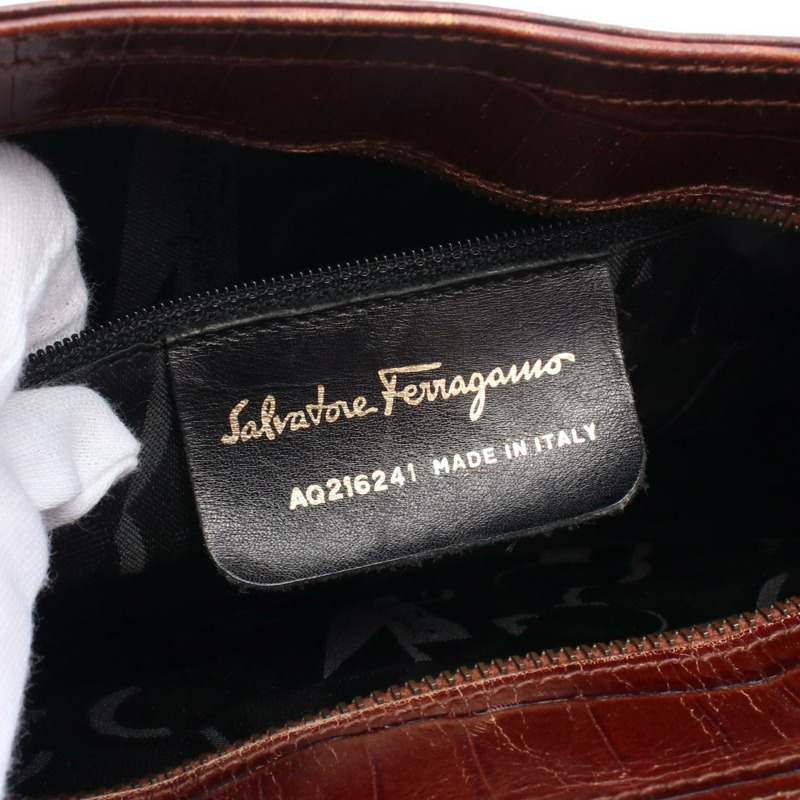 Salvatore Ferragamo
AQ216241 MADE IN ITALY